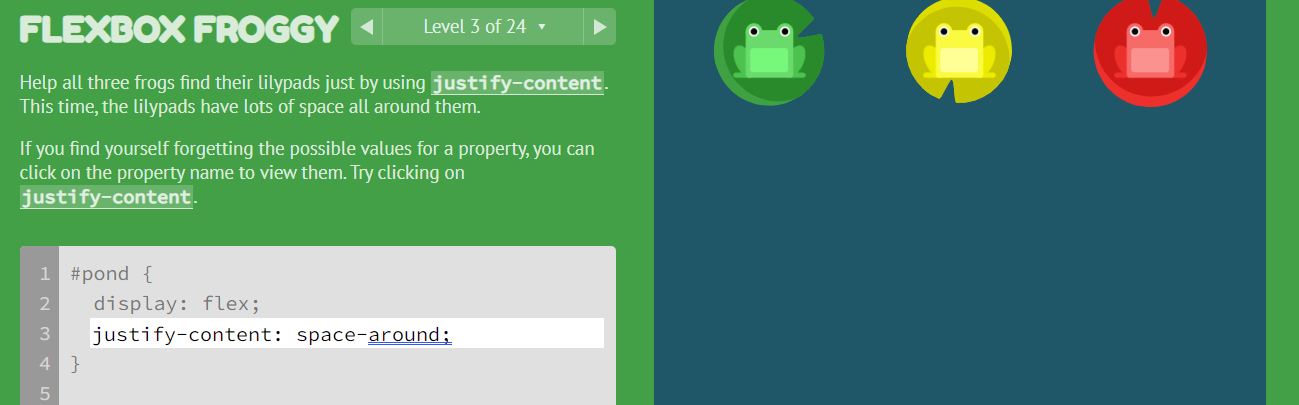 FLEXBOX FROGGY
Level 3 of 24
Help all three frogs find their lilypads just by using justify-content.
This time, the lilypads have lots of space all around them.
If you find yourself forgetting the possible values for a property, you can
click on the property name to view them. Try clicking on
justify-content.
1 #pond {
2 display: flex;
3 justify-content: space-around;
4 }
5